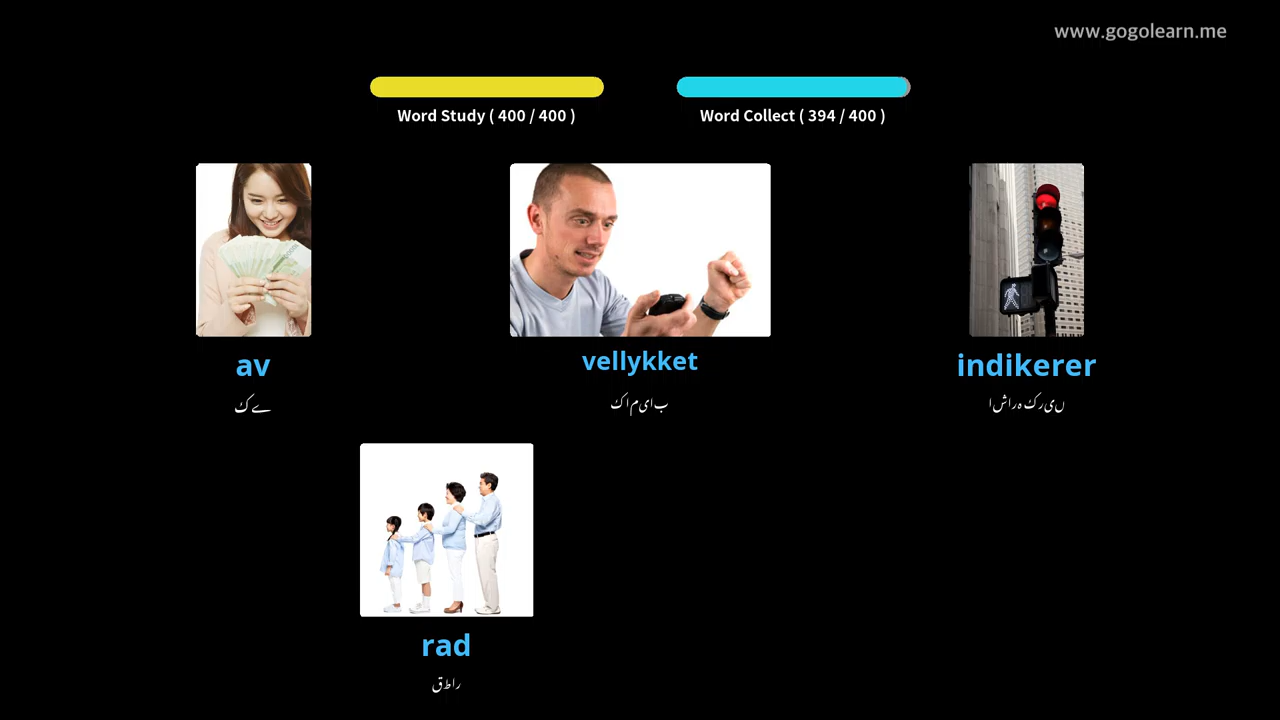 www.gogolearn.me
Word Study ( 400 / 400 )
Word Collect ( 394 / 400 )
av
کے
vellykket
کامیاب
indikerer
اشارہ کریں
rad
قطار